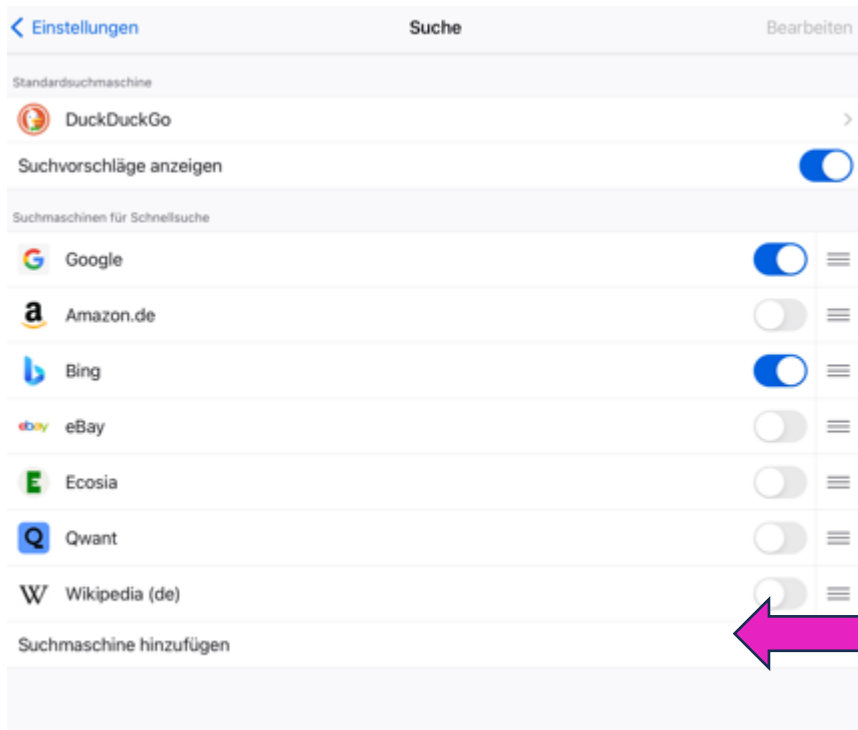 Einstellungen Suche Bearbeiten
Standardsuchmaschine
DuckDuckGo
Suchvorschläge anzeigen
Suchmaschinen für Schnellsuche
G Google
a Amazon.de
b Bing
ebay eBay
E Ecosia
Q Qwant
W Wikipedia (de)
Suchmaschine hinzufügen